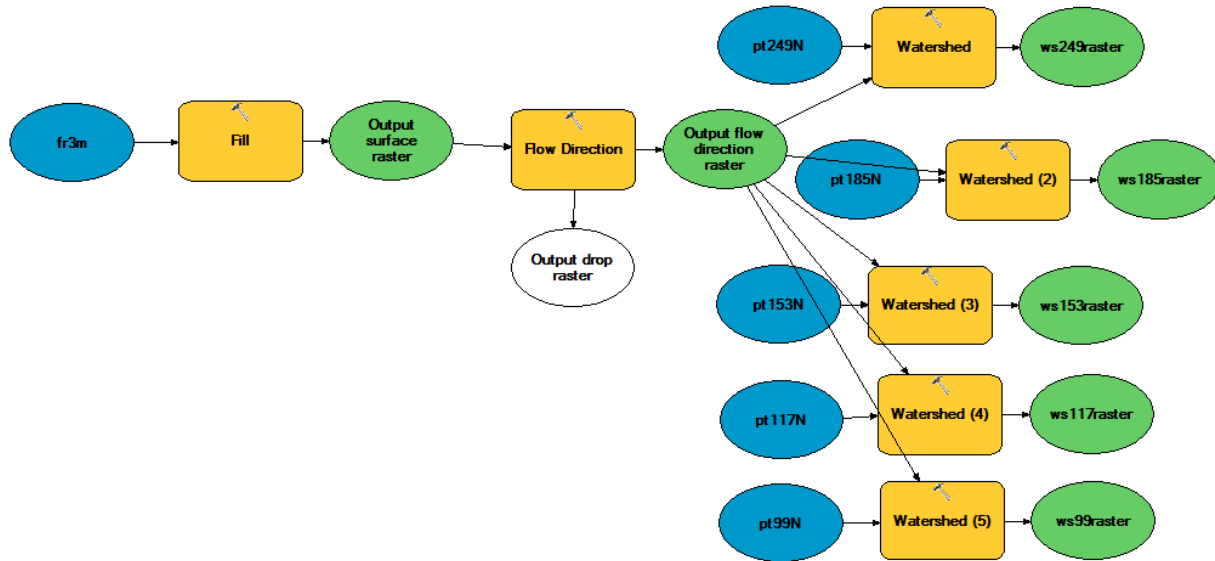 fr3m
Fill
Output
surface
raster
Flow Direction
Output drop
raster
Output flow
direction
raster
pt249N
Watershed
ws249raster
pt185N
Watershed (2)
ws185raster
pt153N
Watershed (3)
ws153raster
pt117N
Watershed (4)
ws117raster
pt99N
Watershed (5)
ws99raster